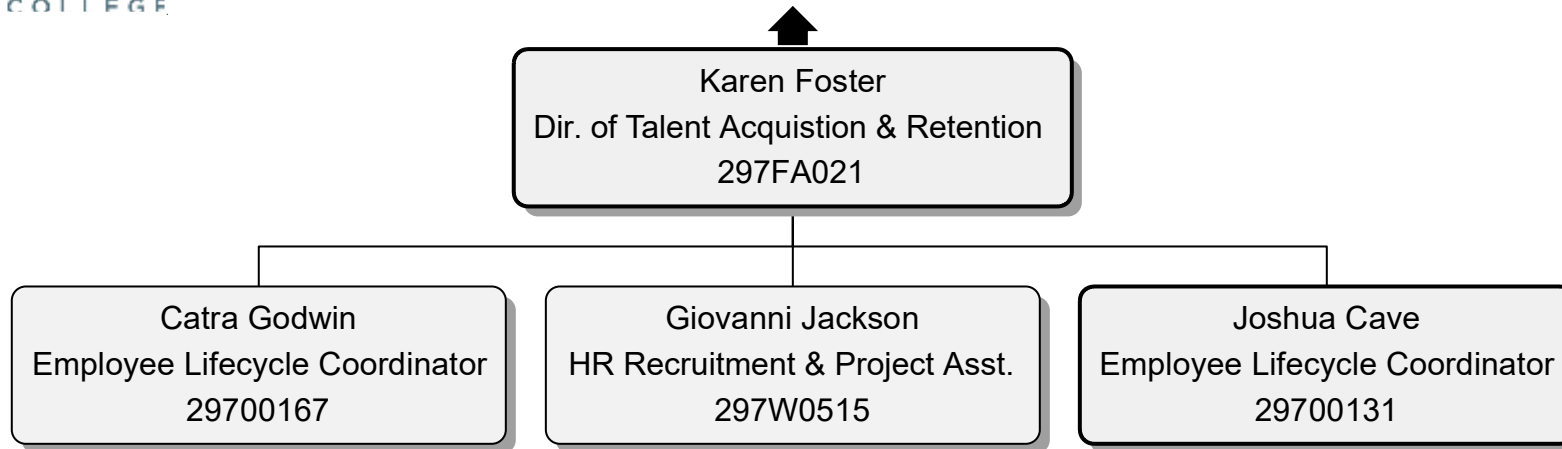 COLLEGE
Karen Foster
Dir. of Talent Acquistion & Retention
297FA021
Catra Godwin
Employee Lifecycle Coordinator
29700167
Giovanni Jackson
HR Recruitment & Project Asst.
297W0515
Joshua Cave
Employee Lifecycle Coordinator
29700131